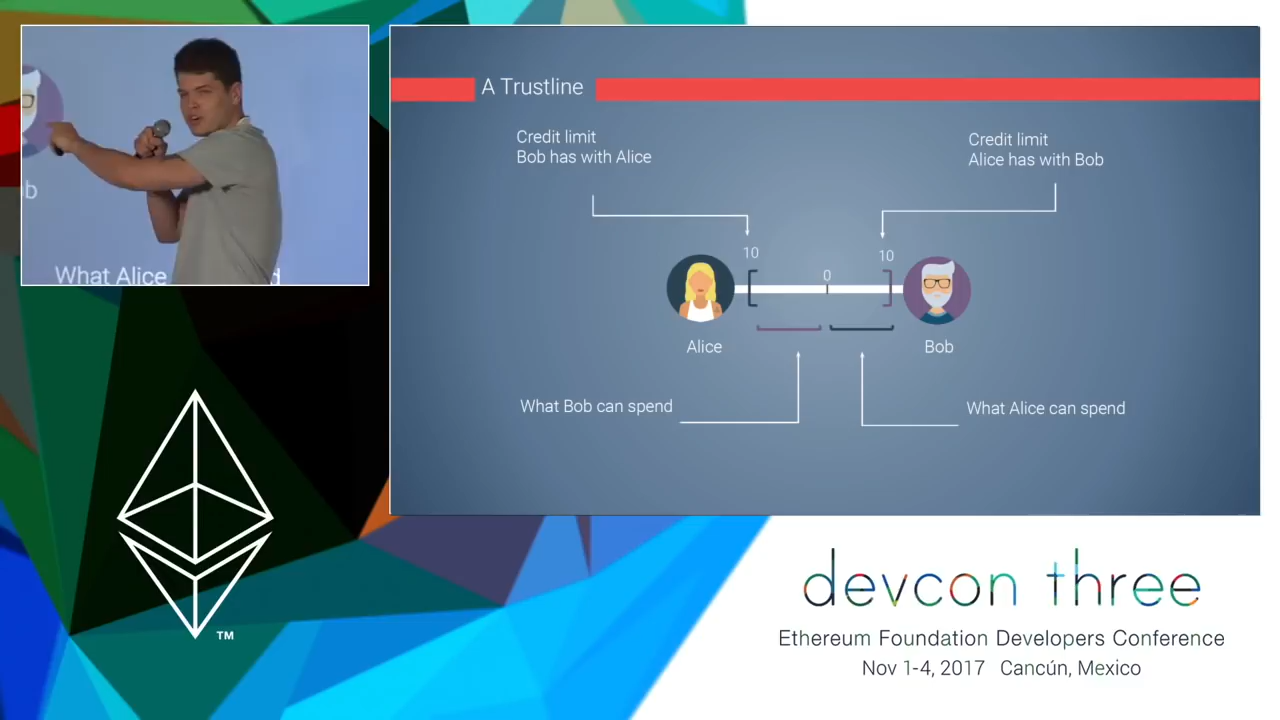 b
What Alice
d
A Trustline
Credit limit
Bob has with Alice
Credit limit
Alice has with Bob
10
0
10
Alice
Bob
What Bob can spend
What Alice can spend
TM
devcon three
Ethereum Foundation Developers Conference
Nov 1-4, 2017 Cancún, Mexico